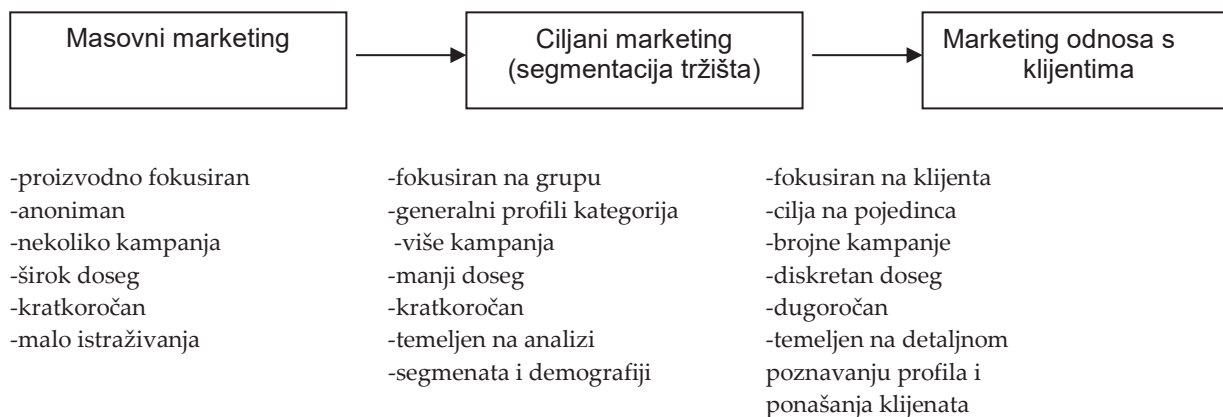 Masovni marketing
Ciljani marketing
(segmentacija tržišta)
Marketing odnosa s
klijentima
-proizvodno fokusiran
-anoniman
-nekoliko kampanja
-širok doseg
-kratkoročan
-malo istraživanja
-fokusiran na grupu
-generalni profili kategorija
-više kampanja
-manji doseg
-kratkoročan
-temeljen na analizi
-segmenata i demografiji
-fokusiran na klijenta
-cilja na pojedinca
-brojne kampanje
-diskretan doseg
-dugoročan
-temeljen na detaljnom
poznavanju profila i
ponašanja klijenata